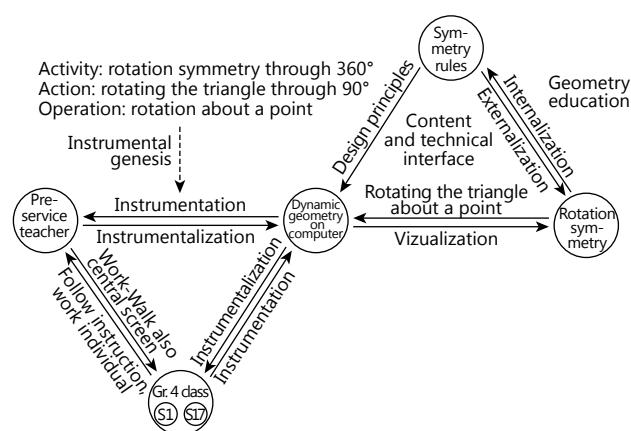 Sym-
metry
rules
Activity: rotation symmetry through 360°
Action: rotating the triangle through 90°
Operation: rotation about a point
Geometry
education
Instrumental
genesis
Design principles
Internalization
Externalization
Content
and technical
interface
Pre-
service
teacher
Instrumentation
Instrumentalization
Dynamic
geometry
on
computer
Rotating the triangle
about a point
Vizualization
Rotation
sym-
metry
Work-Walk also
central screen
Follow instruction,
work individual
Instrumentalization
Instrumentation
Gr. 4 class
S1 S17